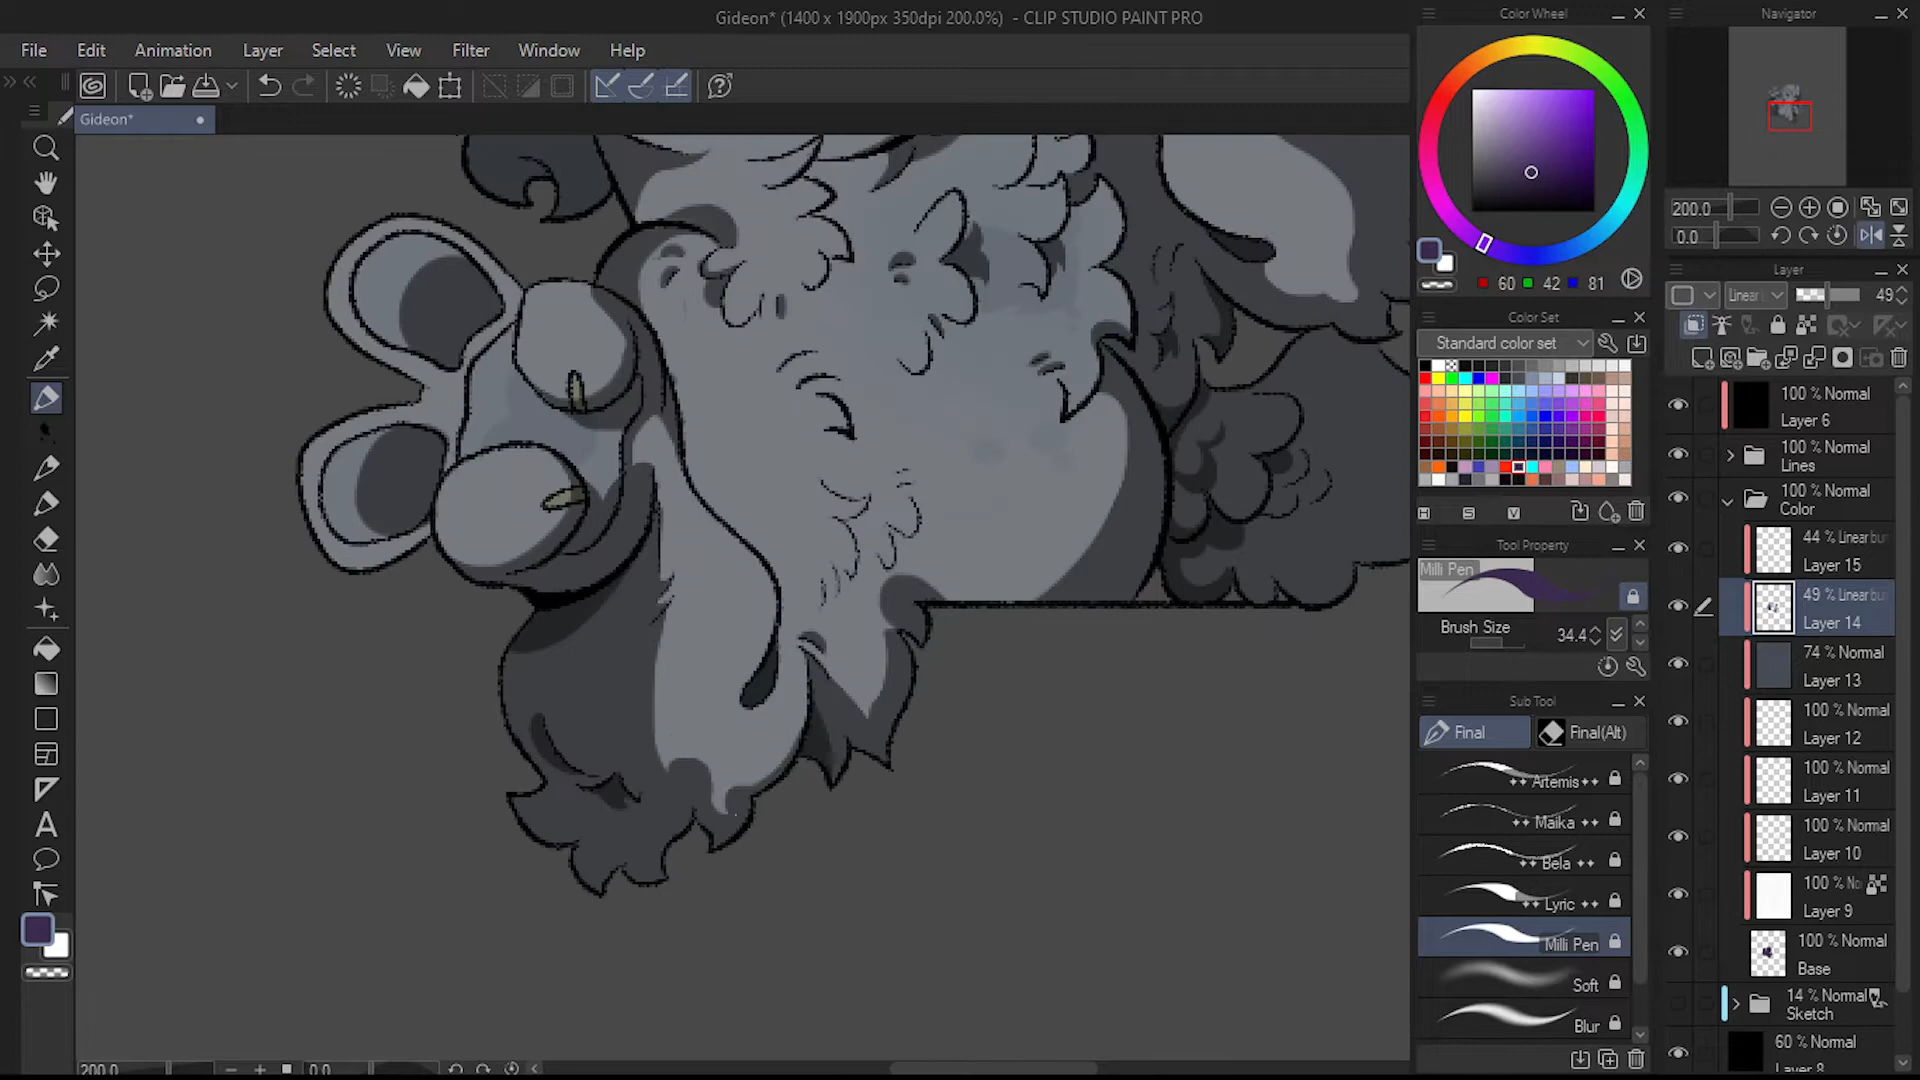 Gideon* (1400 x 1900px 350dpi 200.0%) - CLIP STUDIO PAINT PRO
File Edit Animation Layer Select View Filter Window Help
Gideon*
Color Wheel
60 42 81
Color Set
Standard color set
H S V
Tool Property
Milli Pen
Brush Size 34.4
Sub Tool
Final Final(Alt)
++ Artemis ++
++ Maika ++
++ Bela ++
++ Lyric ++
Milli Pen
Soft
Blur
Navigator
200.0
0.0
Layer
Linear 49
100 % Normal
Layer 6
100 % Normal
Lines
100 % Normal
Color
44 % Linear bu
Layer 15
49 % Linear bu
Layer 14
74 % Normal
Layer 13
100 % Normal
Layer 12
100 % Normal
Layer 11
100 % Normal
Layer 10
100 % No
Layer 9
100 % Normal
Base
14 % Normal
Sketch
60 % Normal
Layer 8
200.0 0.0